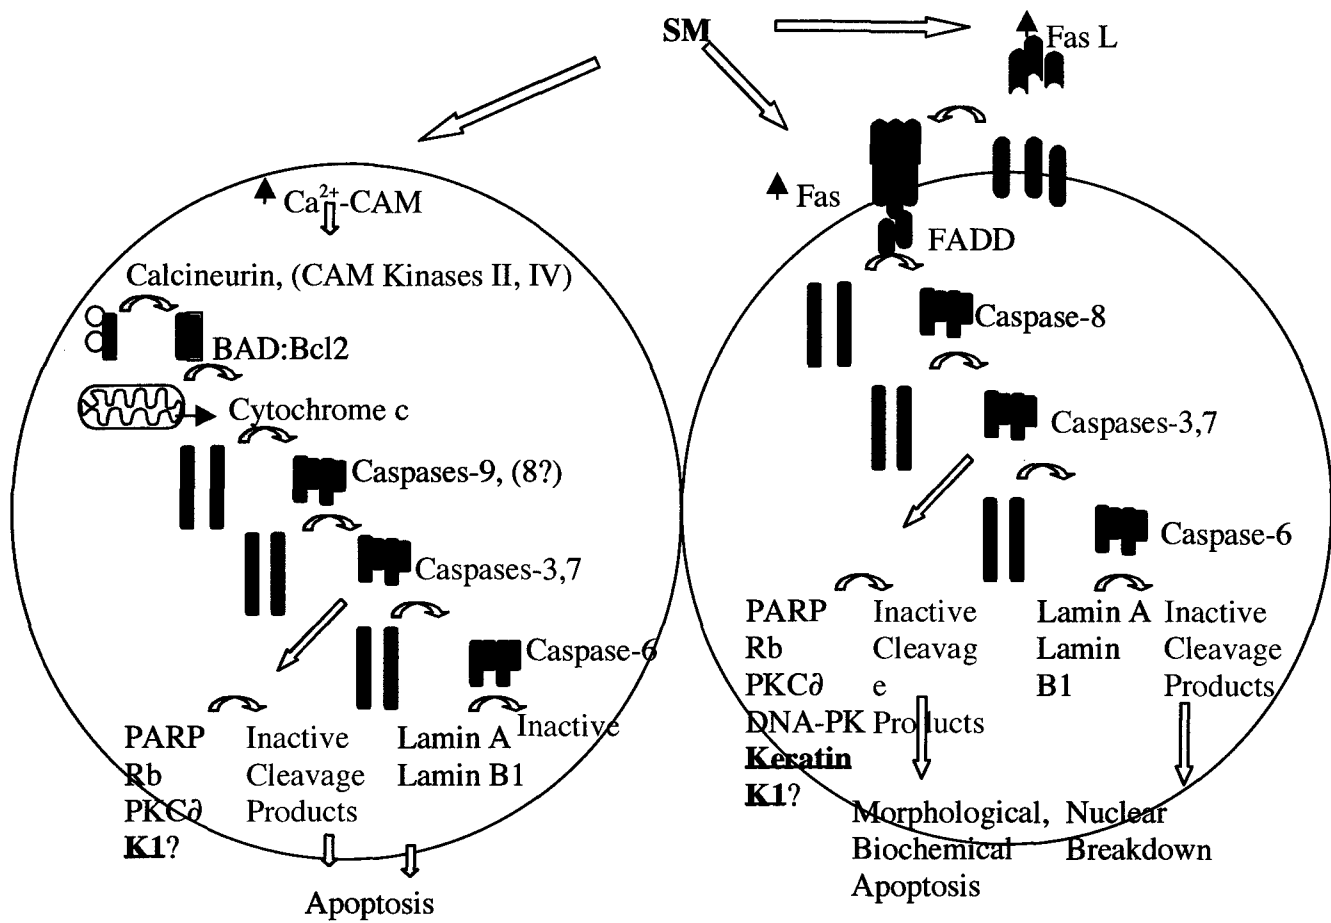 SM
Fas L
Ca2+-CAM
Calcineurin, (CAM Kinases II, IV)
BAD:Bcl2
Cytochrome c
Caspases-9, (8?)
Caspases-3,7
Caspase-6
PARP
Rb
PKC∂
K1?
Inactive
Cleavage
Products
Lamin A
Lamin B1
Inactive
Apoptosis
Fas
FADD
Caspase-8
Caspases-3,7
Caspase-6
PARP
Rb
PKC∂
DNA-PK
Keratin
K1?
Inactive
Cleavag
e
Products
Lamin A
Lamin
B1
Inactive
Cleavage
Products
Morphological,
Biochemical
Apoptosis
Nuclear
Breakdown